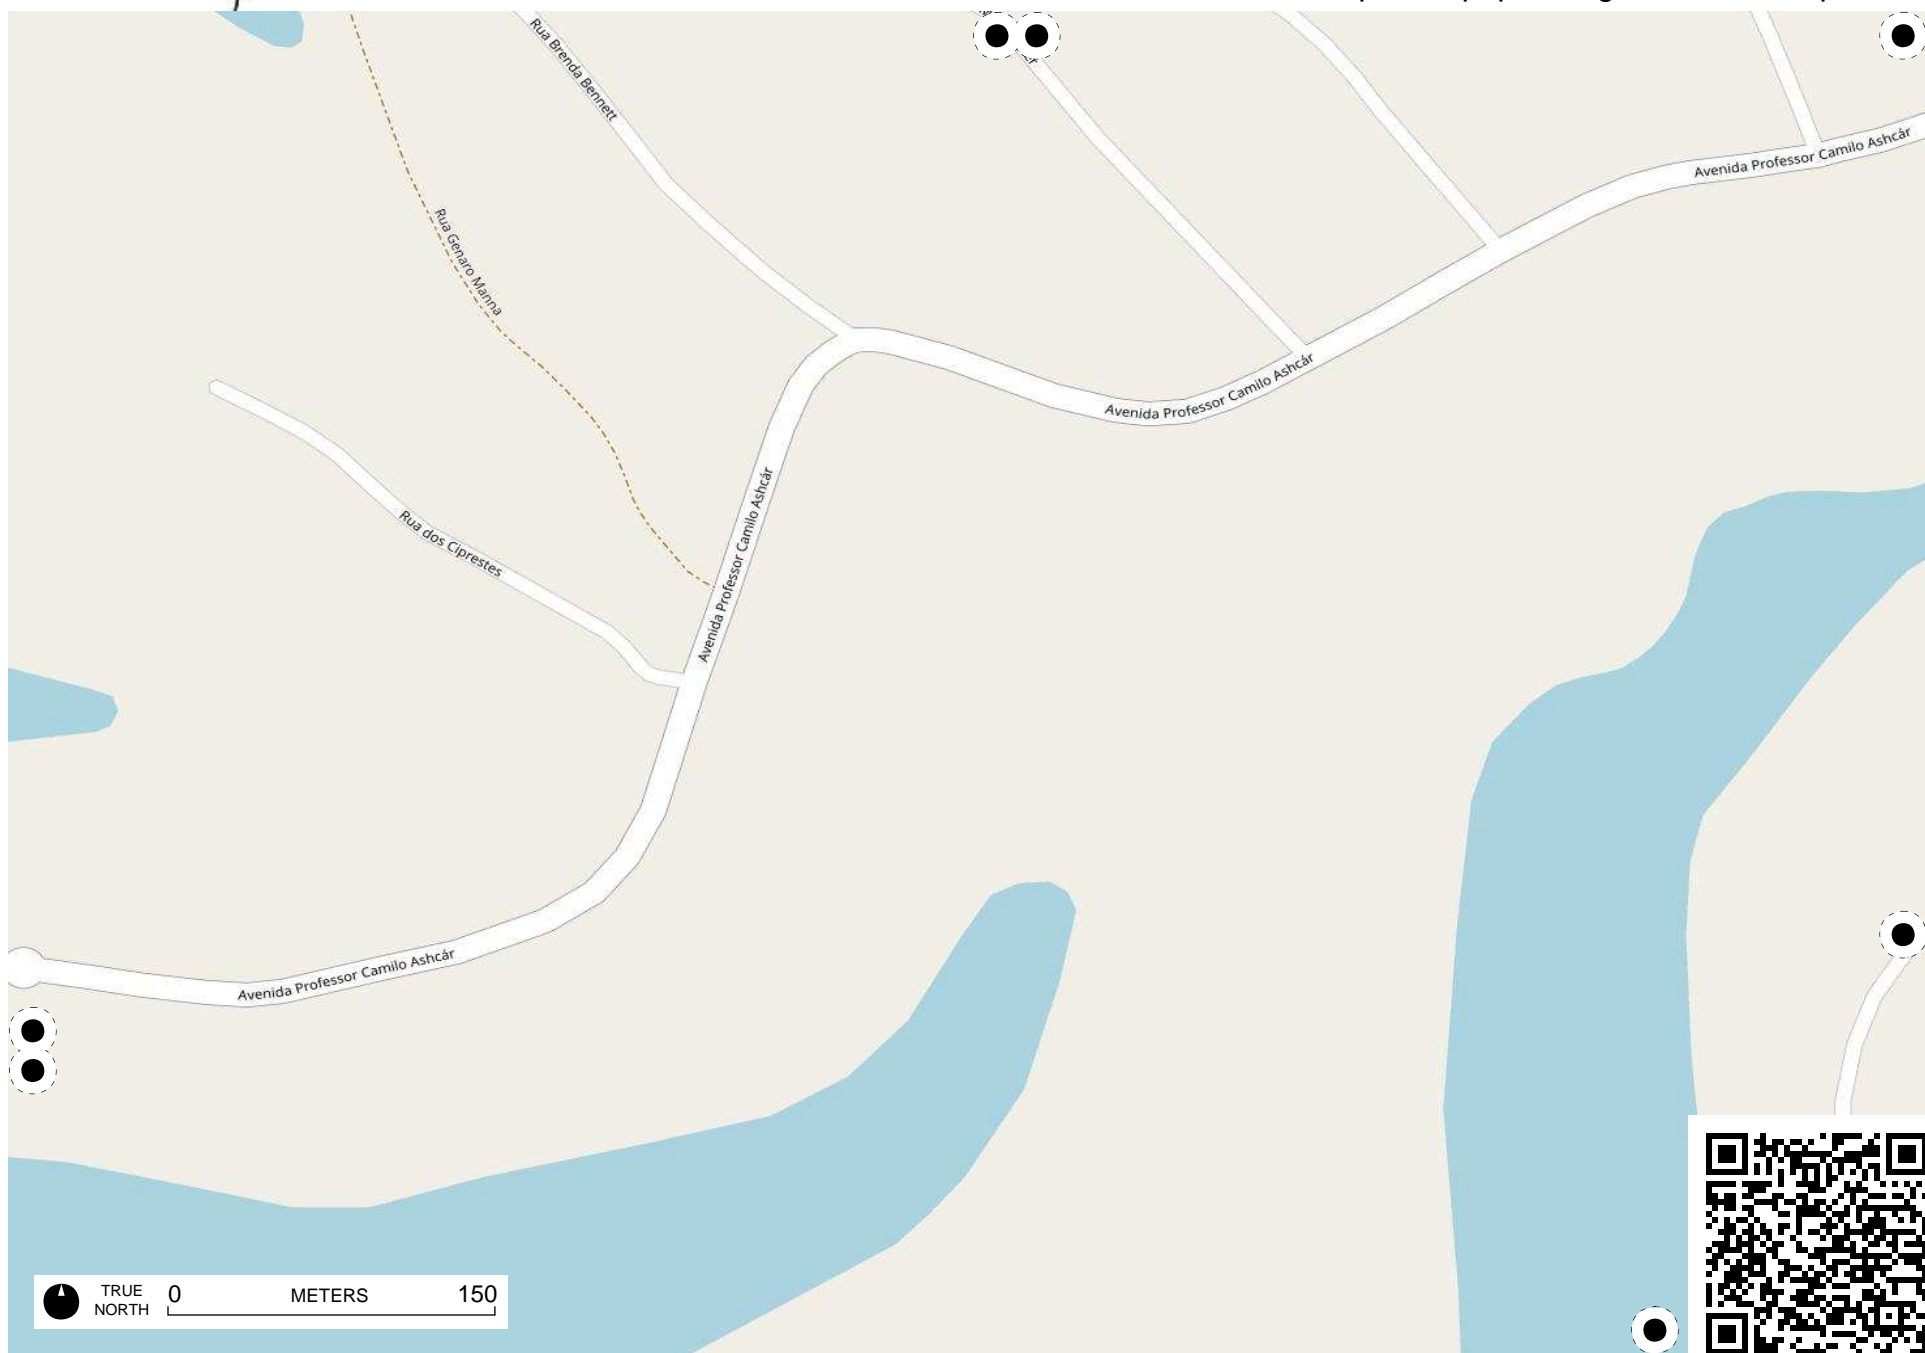 Rua Brenda Bennett
Avenida Professor Camilo Ashcár
Rua Genaro Manna
Avenida Professor Camilo Ashcár
Avenida Professor Camilo Ashcár
Rua dos Ciprestes
Avenida Professor Camilo Ashcár
TRUE NORTH
0 METERS 150